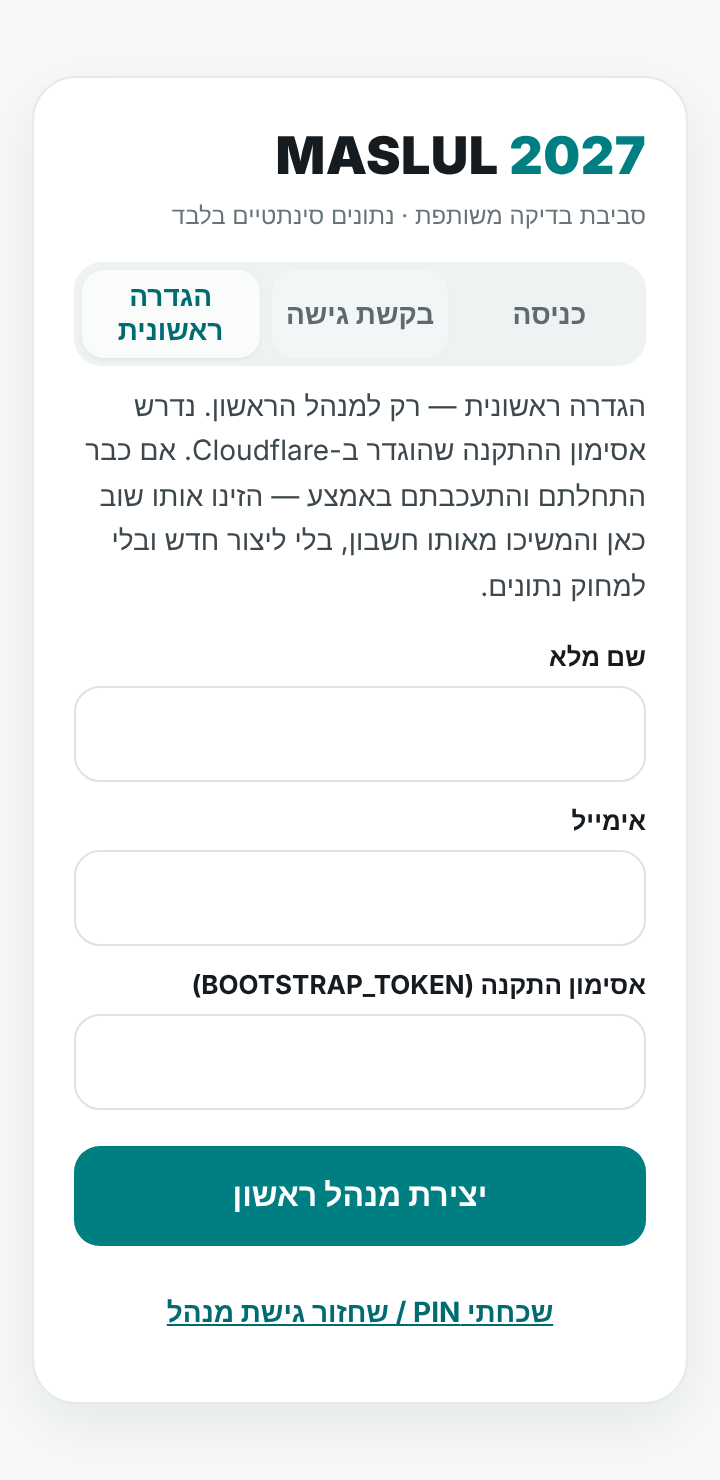 MASLUL 2027
סביבת בדיקה משותפת · נתונים סינתטיים בלבד
כניסה
בקשת גישה
הגדרה
ראשונית
הגדרה ראשונית — רק למנהל הראשון. נדרש
אסימון ההתקנה שהוגדר ב-Cloudflare. אם כבר
התחלתם והתעכבתם באמצע — הזינו אותו שוב
כאן והמשיכו מאותו חשבון, בלי ליצור חדש ובלי
למחוק נתונים.
שם מלא
אימייל
אסימון התקנה (BOOTSTRAP_TOKEN)
יצירת מנהל ראשון
שכחתי PIN / שחזור גישת מנהל